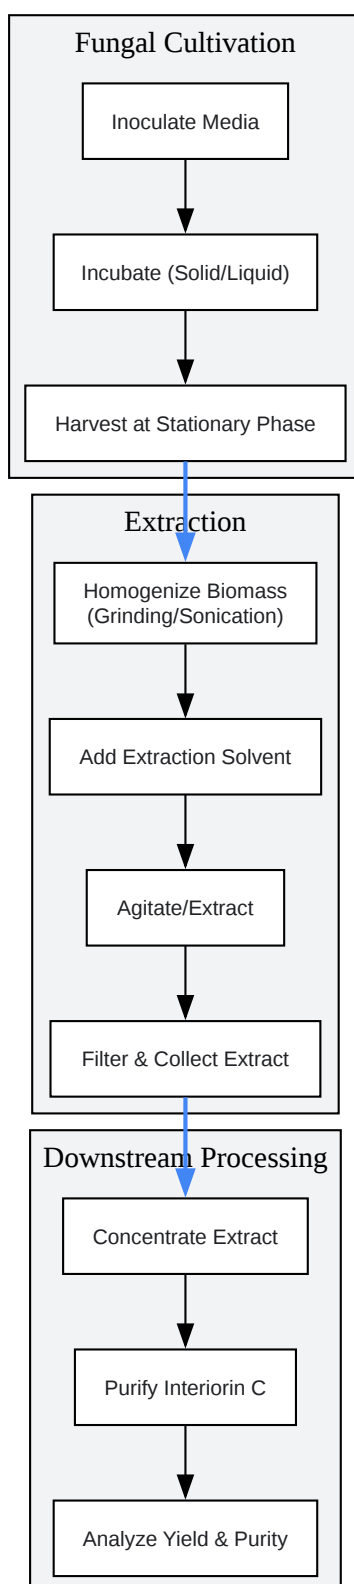 Fungal Cultivation
Inoculate Media
Incubate (Solid/Liquid)
Harvest at Stationary Phase
Extraction
Homogenize Biomass
(Grinding/Sonication)
Add Extraction Solvent
Agitate/Extract
Filter & Collect Extract
Downstream Processing
Concentrate Extract
Purify Interiorin C
Analyze Yield & Purity